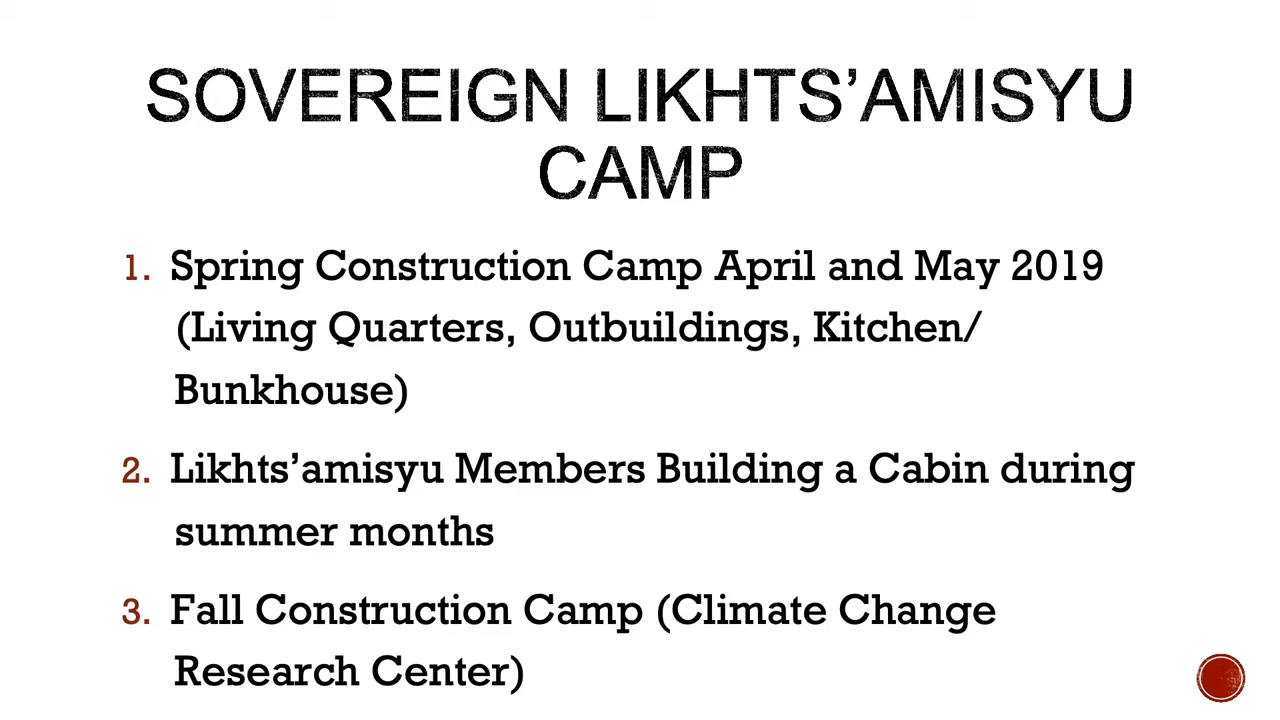 SOVEREIGN LIKHTS’AMISYU
CAMP
1. Spring Construction Camp April and May 2019
(Living Quarters, Outbuildings, Kitchen/
Bunkhouse)
2. Likhts’amisyu Members Building a Cabin during
summer months
3. Fall Construction Camp (Climate Change
Research Center)